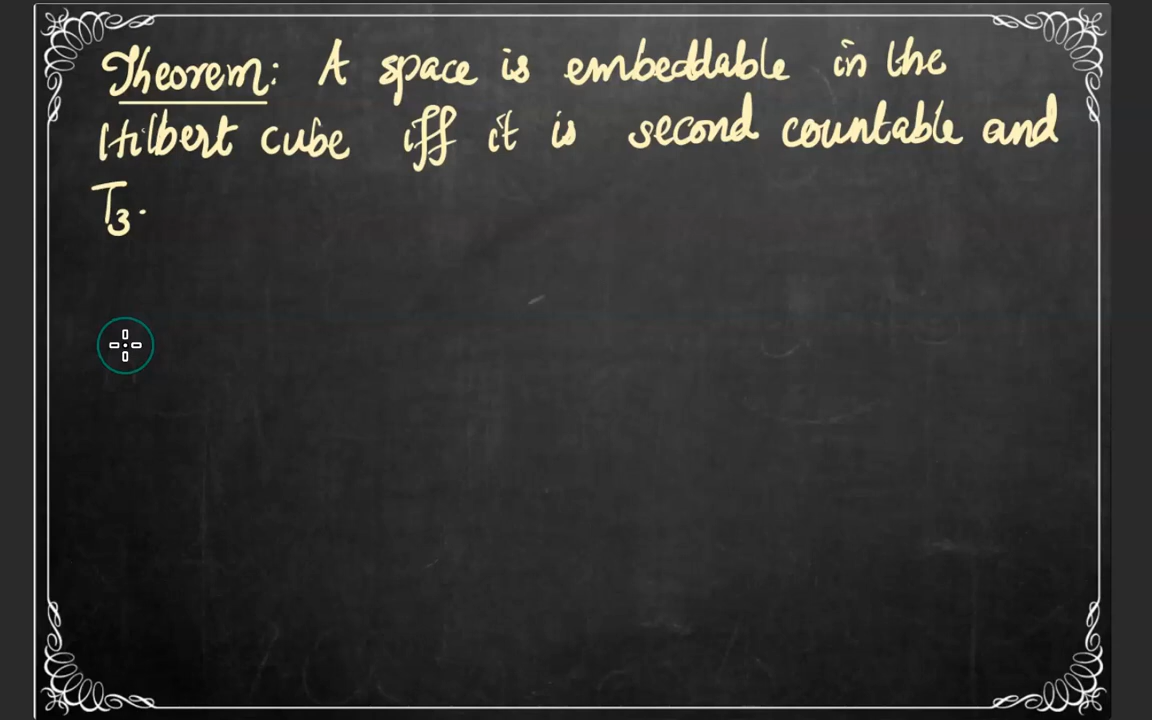 Theorem: A space is embeddable in the
Hilbert cube iff it is second countable and
T₃.